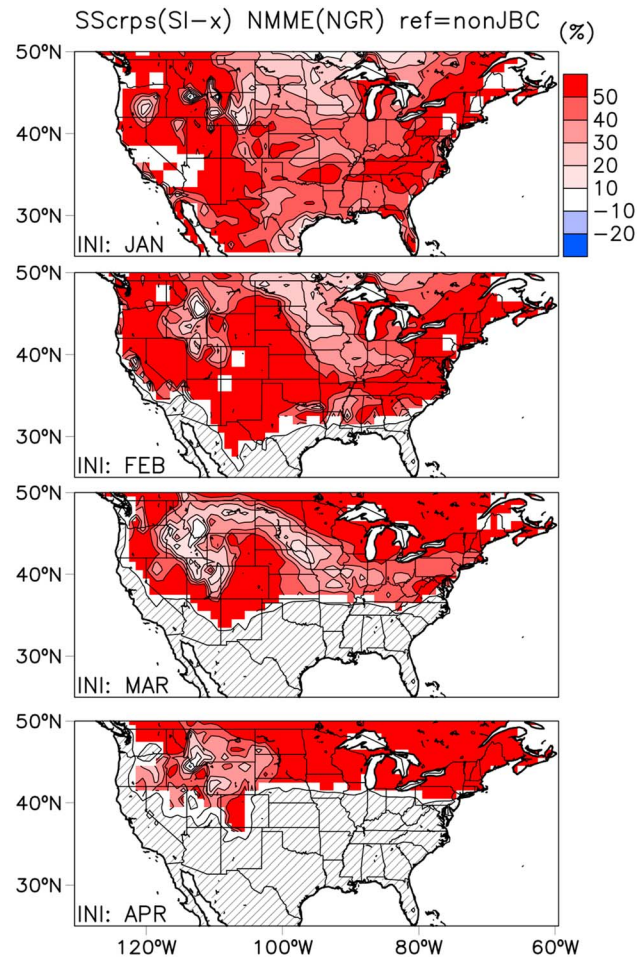 SScrps(SI-x) NMME(NGR) ref=nonJBC (%)
50°N
40°N
30°N
INI: JAN
50
40
30
20
10
-10
-20
50°N
40°N
30°N
INI: FEB
50°N
40°N
30°N
INI: MAR
50°N
40°N
30°N
INI: APR
120°W 100°W 80°W 60°W